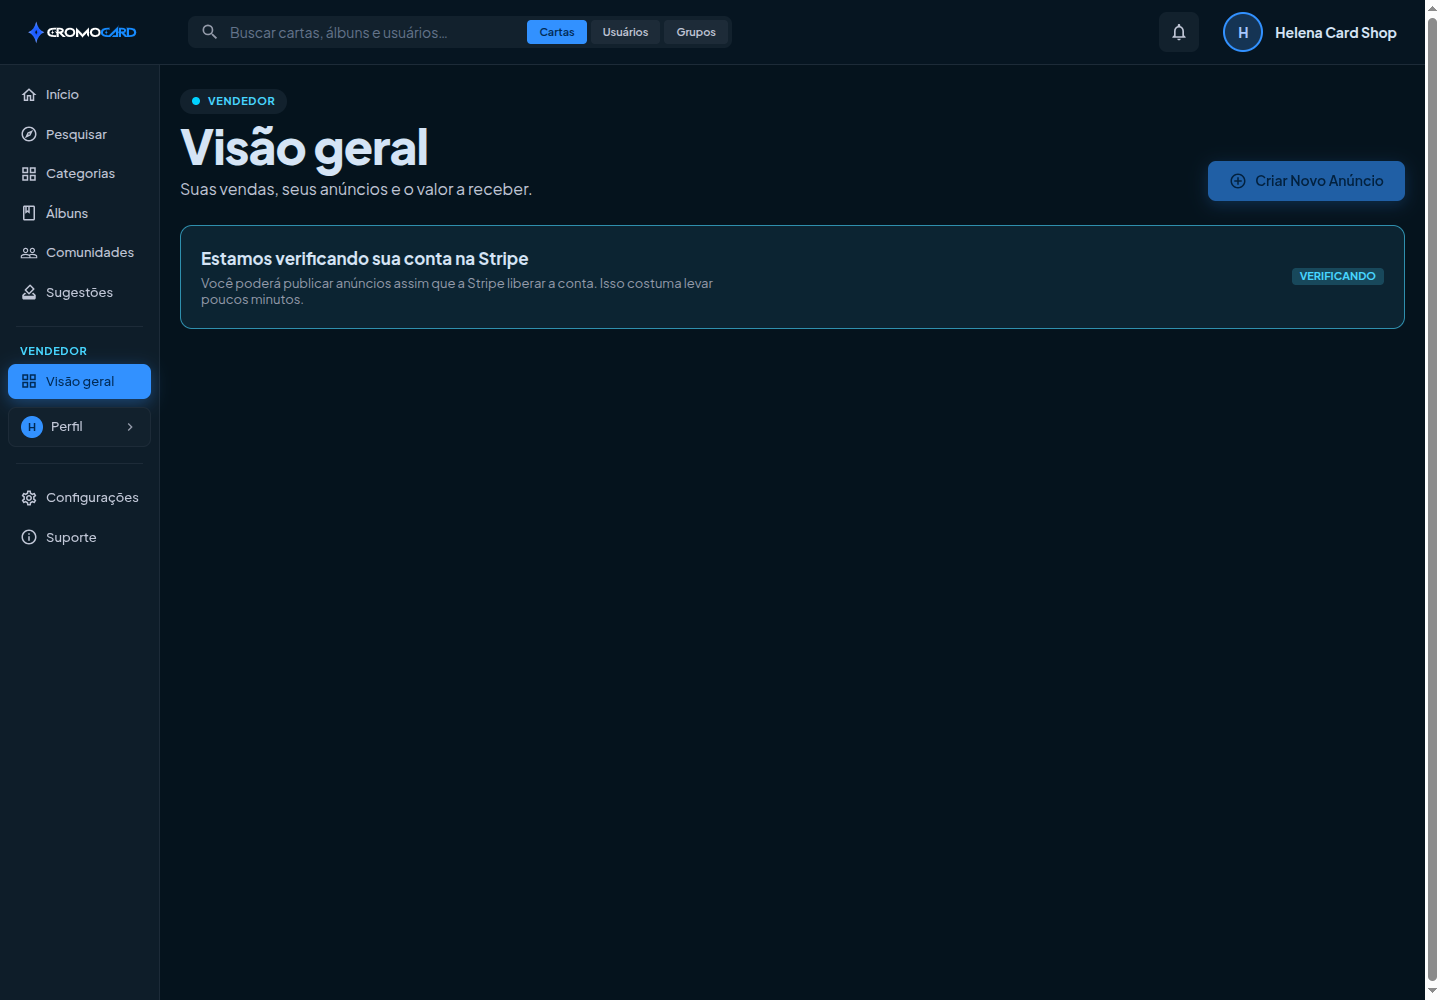 CROMOCARD
Buscar cartas, álbuns e usuários...
Cartas
Usuários
Grupos
H
Helena Card Shop
Início
Pesquisar
Categorias
Álbuns
Comunidades
Sugestões
VENDEDOR
Visão geral
H
Perfil
Configurações
Suporte
VENDEDOR
Visão geral
Suas vendas, seus anúncios e o valor a receber.
Criar Novo Anúncio
Estamos verificando sua conta na Stripe
Você poderá publicar anúncios assim que a Stripe liberar a conta. Isso costuma levar
poucos minutos.
VERIFICANDO